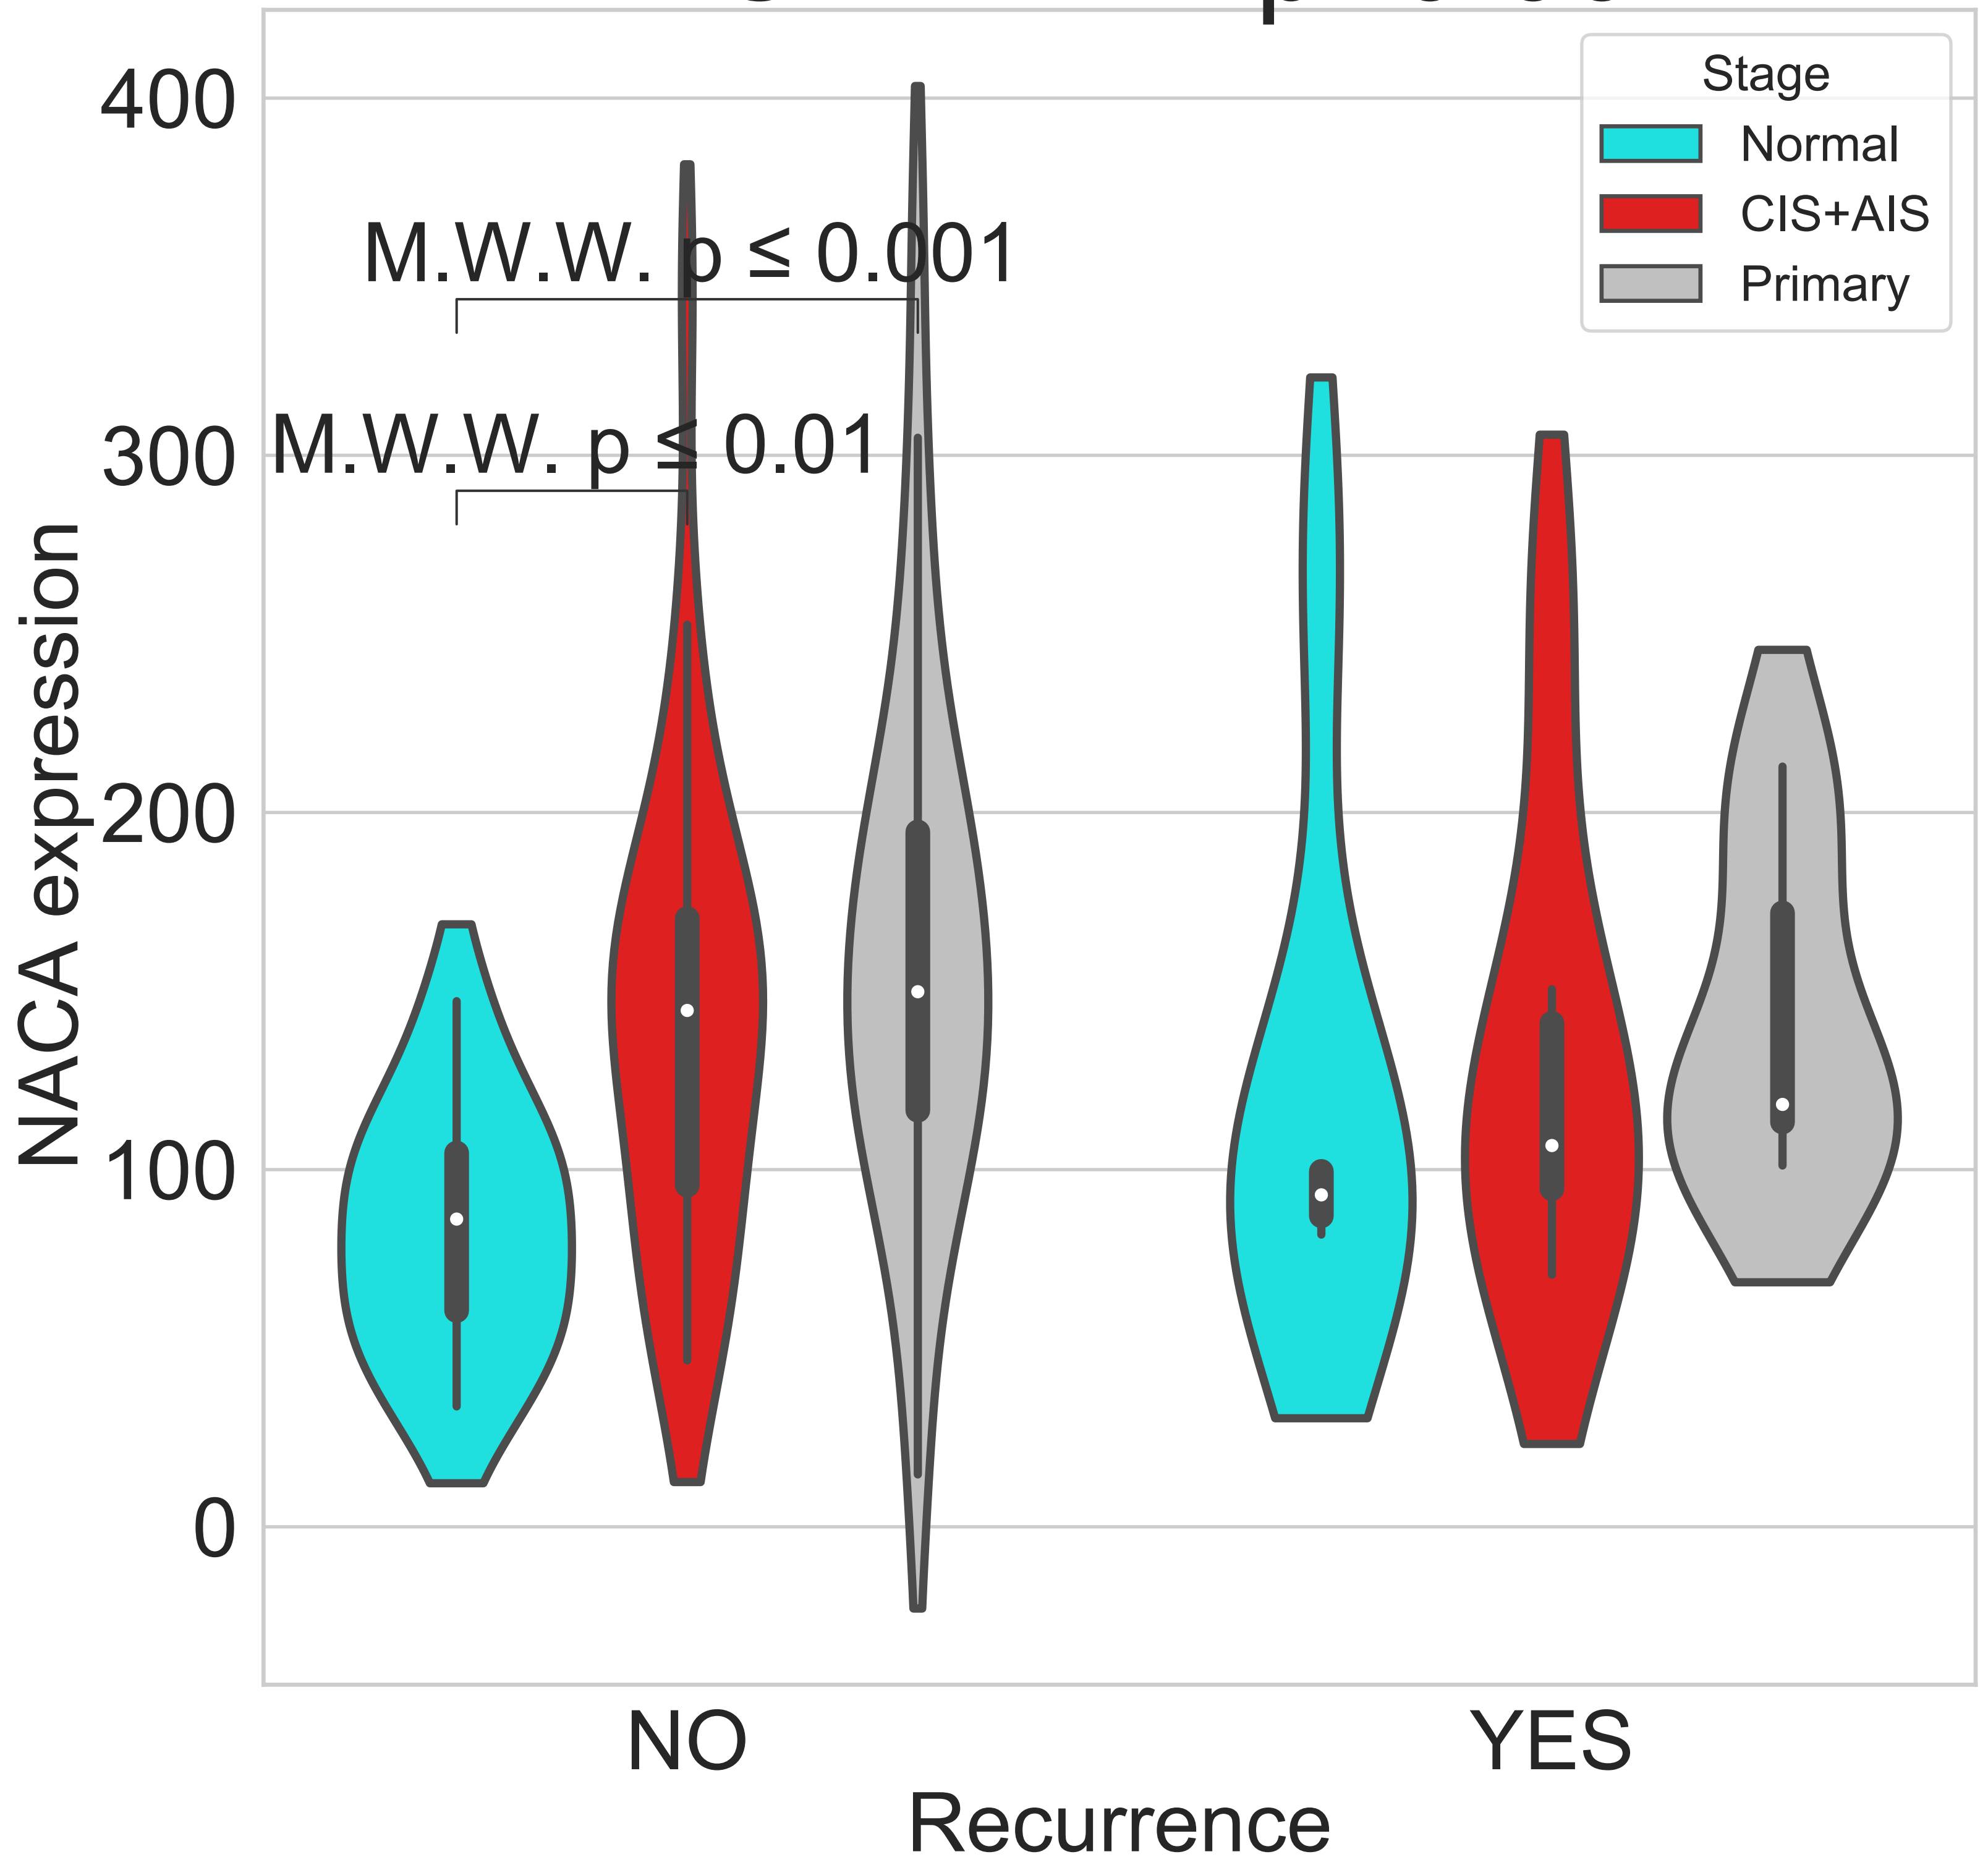 Stage
Normal
CIS+AIS
Primary
M.W.W. p ≤ 0.001
M.W.W. p ≤ 0.01
400
300
200
100
0
NACA expression
NO
YES
Recurrence